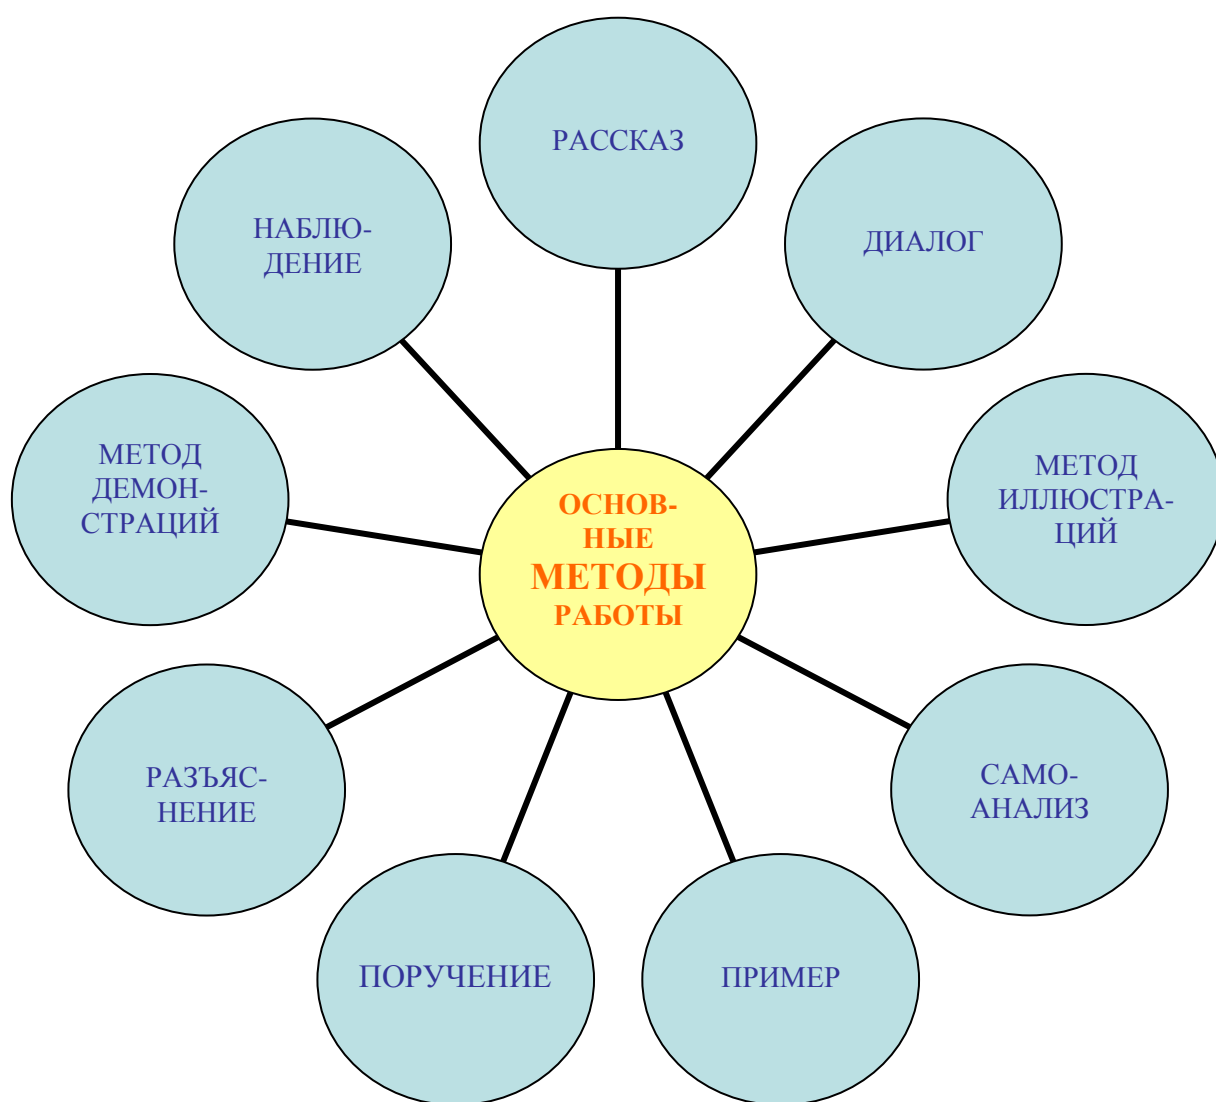 РАССКАЗ
ДИАЛОГ
МЕТОД
ИЛЛЮСТРА-
ЦИЙ
САМО-
АНАЛИЗ
ПРИМЕР
ПОРУЧЕНИЕ
РАЗЪЯС-
НЕНИЕ
МЕТОД
ДЕМОН-
СТРАЦИЙ
НАБЛЮ-
ДЕНИЕ
ОСНОВ-
НЫЕ
МЕТОДЫ
РАБОТЫ